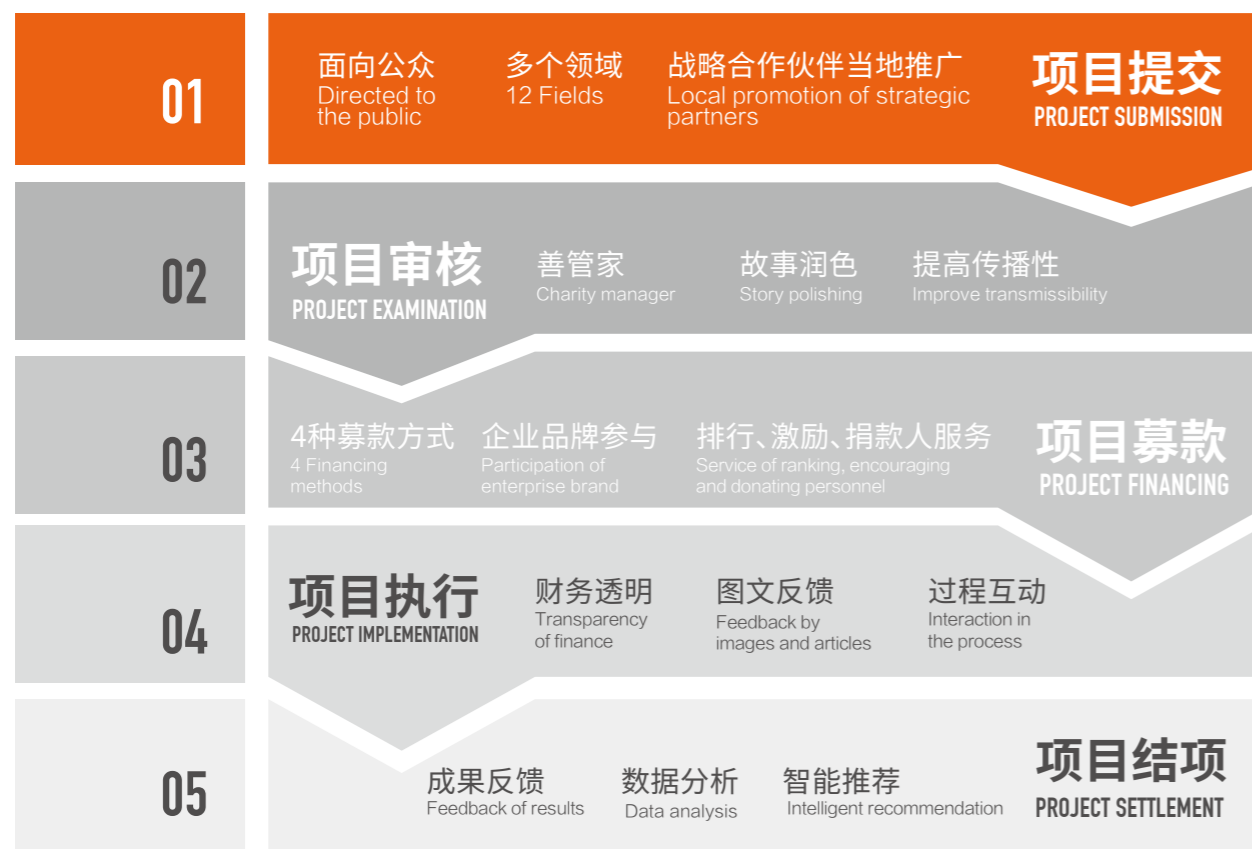 01
面向公众
Directed to
the public
多个领域
12 Fields
战略合作伙伴当地推广
Local promotion of strategic
partners
项目提交
PROJECT SUBMISSION
02
项目审核
PROJECT EXAMINATION
善管家
Charity manager
故事润色
Story polishing
提高传播性
Improve transmissibility
03
4种募款方式
4 Financing
methods
企业品牌参与
Participation of
enterprise brand
排行、激励、捐款人服务
Service of ranking, encouraging
and donating personnel
项目募款
PROJECT FINANCING
04
项目执行
PROJECT IMPLEMENTATION
财务透明
Transparency
of finance
图文反馈
Feedback by
images and articles
过程互动
Interaction in
the process
05
成果反馈
Feedback of results
数据分析
Data analysis
智能推荐
Intelligent recommendation
项目结项
PROJECT SETTLEMENT